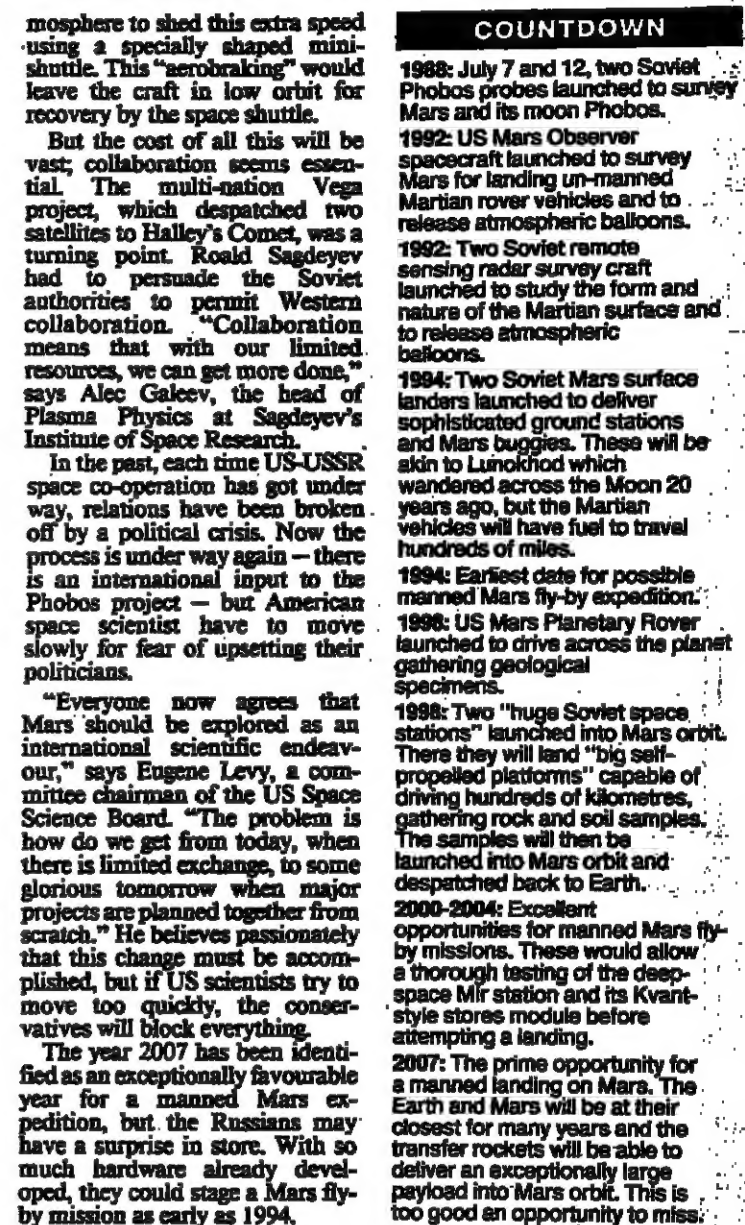 mosphere to shed this extra speed
using a specially shaped mini-
shuttle. This "aerobraking" would
leave the craft in low orbit for
recovery by the space shuttle.
But the cost of all this will be
vast; collaboration seems essen-
tial. The multi-nation Vega
project, which despatched two
satellites to Halley's Comet, was a
turning point. Roald Sagdeyev
had to persuade the Soviet
authorities to permit Western
collaboration. "Collaboration
means that with our limited
resources, we can get more done,"
says Alec Galeev, the head of
Plasma Physics at Sagdeyev's
Institute of Space Research.
In the past, each time US-USSR
space co-operation has got under
way, relations have been broken
off by a political crisis. Now the
process is under way again — there
is an international input to the
Phobos project — but American
space scientist have to move
slowly for fear of upsetting their
politicians.
"Everyone now agrees that
Mars should be explored as an
international scientific endeav-
our," says Eugene Levy, a com-
mittee chairman of the US Space
Science Board. "The problem is
how do we get from today, when
there is limited exchange, to some
glorious tomorrow when major
projects are planned together from
scratch." He believes passionately
that this change must be accom-
plished, but if US scientists try to
move too quickly, the conser-
vatives will block everything.
The year 2007 has been identi-
fied as an exceptionally favourable
year for a manned Mars ex-
pedition, but the Russians may
have a surprise in store. With so
much hardware already devel-
oped, they could stage a Mars fly-
by mission as early as 1994.
COUNTDOWN
1988: July 7 and 12, two Soviet
Phobos probes launched to survey
Mars and its moon Phobos.
1992: US Mars Observer
spacecraft launched to survey
Mars for landing un-manned
Martian rover vehicles and to
release atmospheric balloons.
1992: Two Soviet remote
sensing radar survey craft
launched to study the form and
nature of the Martian surface and
to release atmospheric
balloons.
1994: Two Soviet Mars surface
landers launched to deliver
sophisticated ground stations
and Mars buggies. These will be
akin to Lunokhod which
wandered across the Moon 20
years ago, but the Martian
vehicles will have fuel to travel
hundreds of miles.
1994: Earliest date for possible
manned Mars fly-by expedition.
1998: US Mars Planetary Rover
launched to drive across the planet
gathering geological
specimens.
1998: Two "huge Soviet space
stations" launched into Mars orbit.
There they will land "big self-
propelled platforms" capable of
driving hundreds of kilometres,
gathering rock and soil samples.
The samples will then be
launched into Mars orbit and
despatched back to Earth.
2000-2004: Excellent
opportunities for manned Mars fly-
by missions. These would allow
a thorough testing of the deep-
space Mir station and its Kvant-
style stores module before
attempting a landing.
2007: The prime opportunity for
a manned landing on Mars. The
Earth and Mars will be at their
closest for many years and the
transfer rockets will be able to
deliver an exceptionally large
payload into Mars orbit. This is
too good an opportunity to miss.